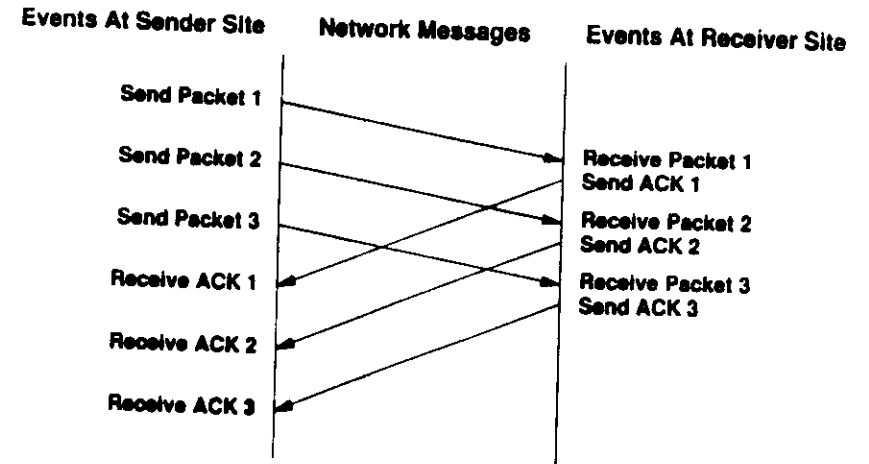 Events At Sender Site
Network Messages
Events At Receiver Site
Send Packet 1
Send Packet 2
Send Packet 3
Receive ACK 1
Receive ACK 2
Receive ACK 3
Receive Packet 1
Send ACK 1
Receive Packet 2
Send ACK 2
Receive Packet 3
Send ACK 3